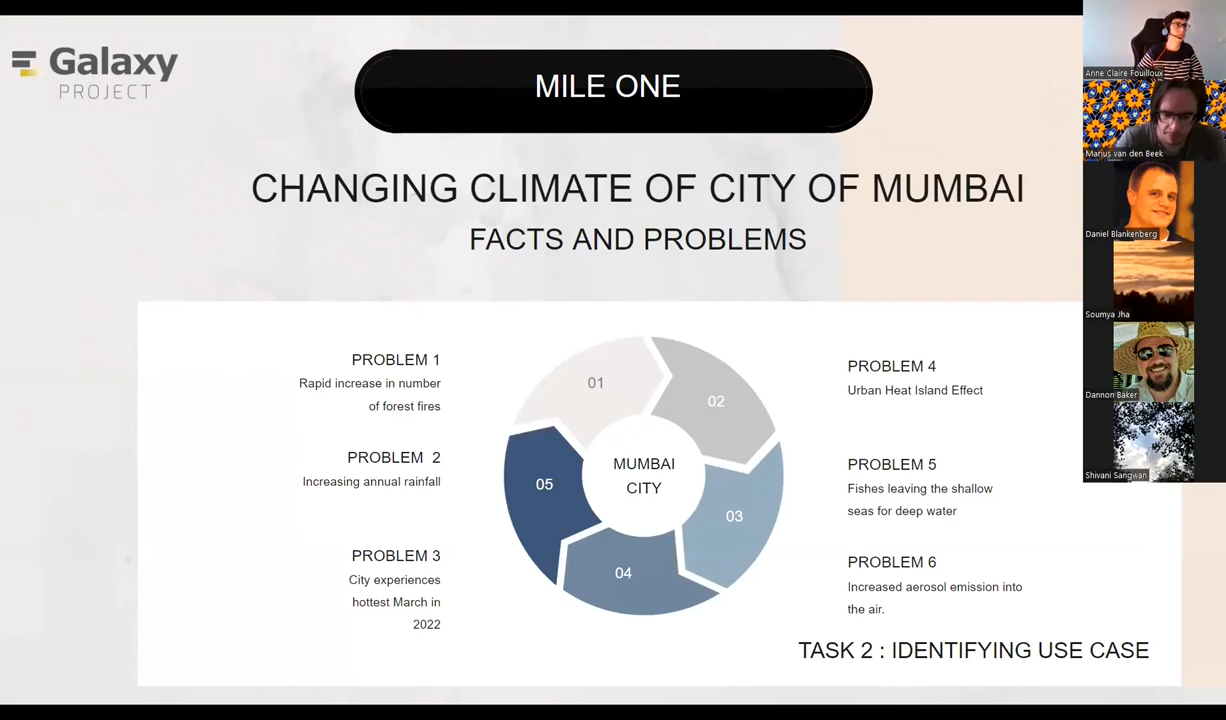 Galaxy
PROJECT
MILE ONE
CHANGING CLIMATE OF CITY OF MUMBAI
FACTS AND PROBLEMS
PROBLEM 1
Rapid increase in number
of forest fires
PROBLEM 2
Increasing annual rainfall
PROBLEM 3
City experiences
hottest March in
2022
01
02
03
04
05
MUMBAI
CITY
PROBLEM 4
Urban Heat Island Effect
PROBLEM 5
Fishes leaving the shallow
seas for deep water
PROBLEM 6
Increased aerosol emission into
the air.
TASK 2 : IDENTIFYING USE CASE
Anne Claire Fouilloux
Marius van den Beek
Daniel Blankenberg
Soumya Jha
Dannon Baker
Shivani Sangwan